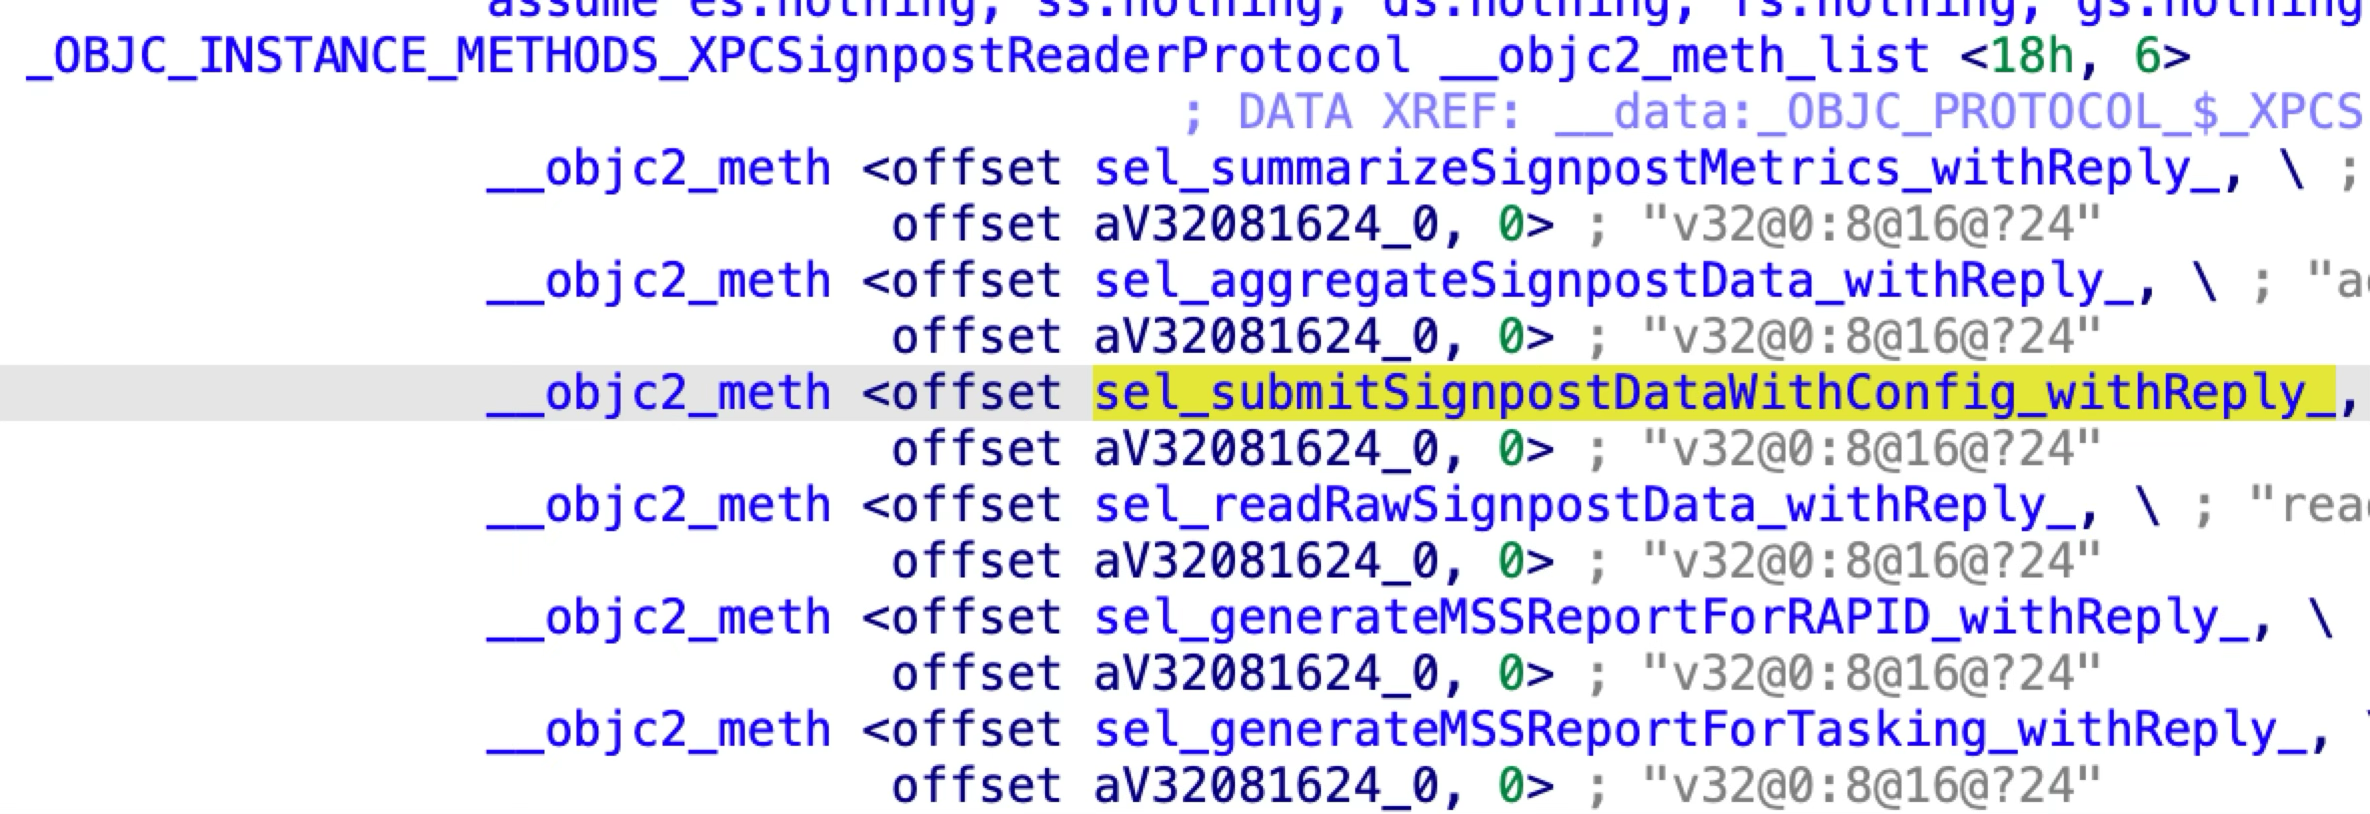 assume es:nothing, ss:nothing, ds:nothing, fs:nothing, gs:nothing
_OBJC_INSTANCE_METHODS_XPCSignpostReaderProtocol __objc2_meth_list <18h, 6>
; DATA XREF: __data:_OBJC_PROTOCOL_$_XPCS
__objc2_meth <offset sel_summarizeSignpostMetrics_withReply_, \ ;
offset aV32081624_0, 0> ; "v32@0:8@16@?24"
__objc2_meth <offset sel_aggregateSignpostData_withReply_, \ ; "a
offset aV32081624_0, 0> ; "v32@0:8@16@?24"
__objc2_meth <offset sel_submitSignpostDataWithConfig_withReply_,
offset aV32081624_0, 0> ; "v32@0:8@16@?24"
__objc2_meth <offset sel_readRawSignpostData_withReply_, \ ; "rea
offset aV32081624_0, 0> ; "v32@0:8@16@?24"
__objc2_meth <offset sel_generateMSSReportForRAPID_withReply_, \
offset aV32081624_0, 0> ; "v32@0:8@16@?24"
__objc2_meth <offset sel_generateMSSReportForTasking_withReply_,
offset aV32081624_0, 0> ; "v32@0:8@16@?24"